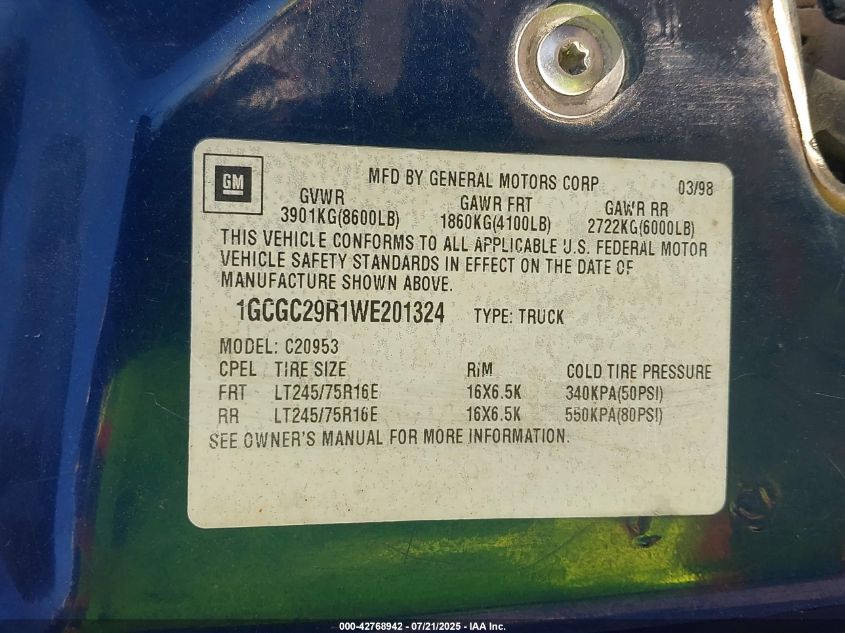 GM
MFD BY GENERAL MOTORS CORP 03/98
GVWR GAWR FRT GAWR RR
3901KG(8600LB) 1860KG(4100LB) 2722KG(6000LB)
THIS VEHICLE CONFORMS TO ALL APPLICABLE U.S. FEDERAL MOTOR
VEHICLE SAFETY STANDARDS IN EFFECT ON THE DATE OF
MANUFACTURE SHOWN ABOVE.
1GCGC29R1WE201324 TYPE: TRUCK
MODEL: C20953
CPEL TIRE SIZE RIM COLD TIRE PRESSURE
FRT LT245/75R16E 16X6.5K 340KPA(50PSI)
RR LT245/75R16E 16X6.5K 550KPA(80PSI)
SEE OWNER'S MANUAL FOR MORE INFORMATION.
000-42768942 - 07/21/2025 - IAA Inc.